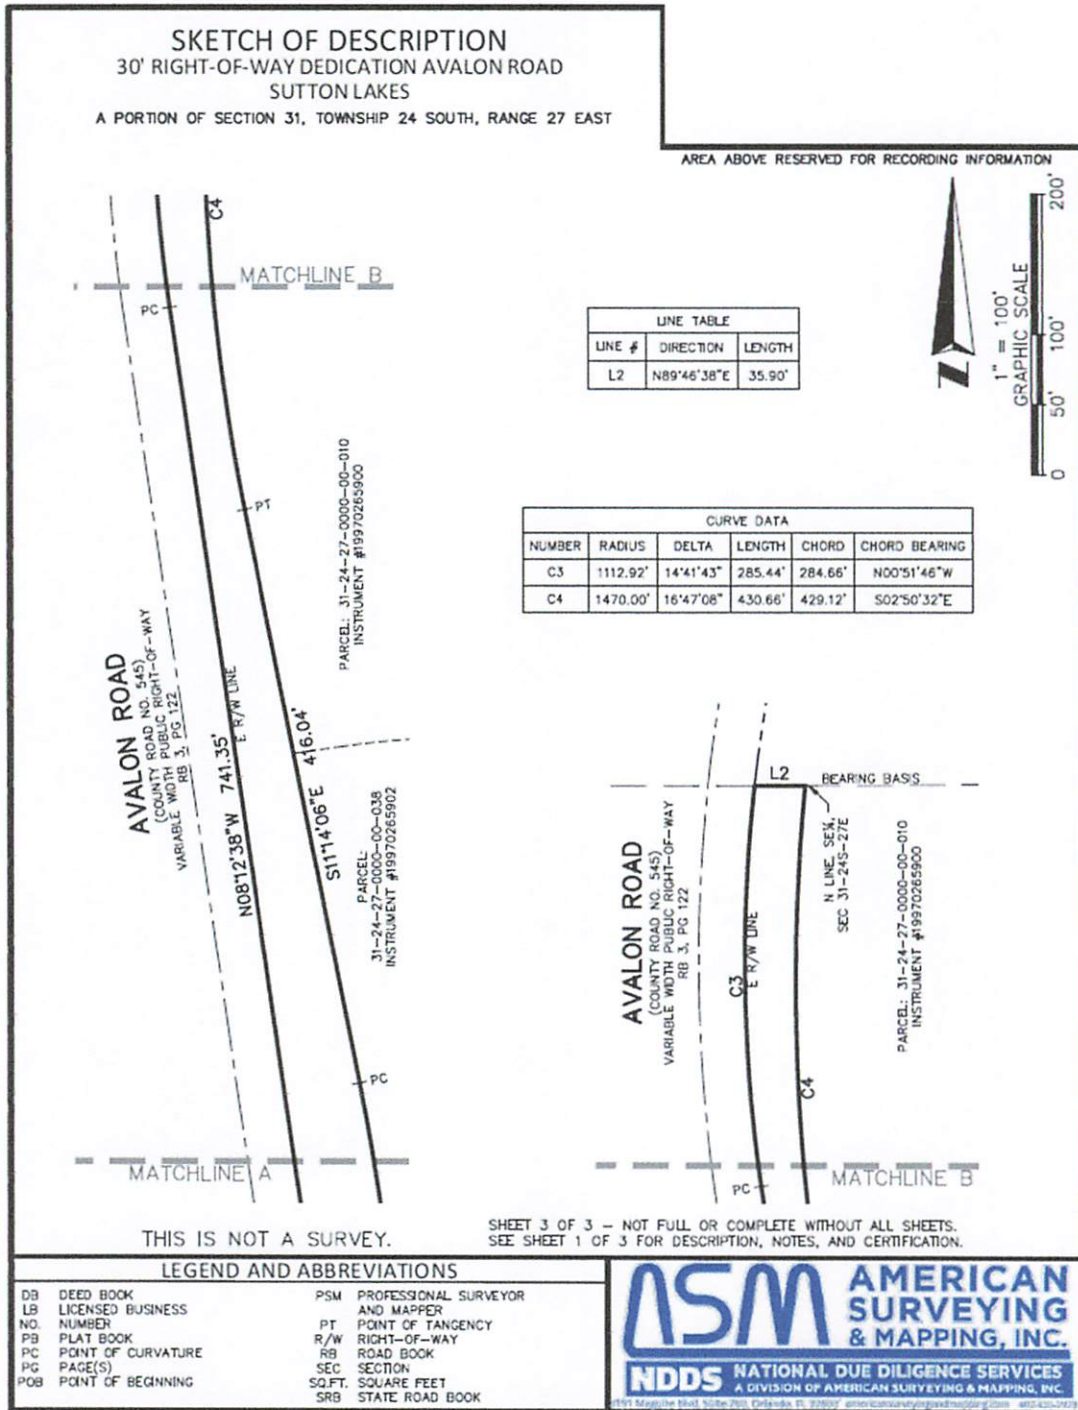 SKETCH OF DESCRIPTION
30' RIGHT-OF-WAY DEDICATION AVALON ROAD
SUTTON LAKES
A PORTION OF SECTION 31, TOWNSHIP 24 SOUTH, RANGE 27 EAST
AREA ABOVE RESERVED FOR RECORDING INFORMATION
C4
MATCHLINE B
PC
PT
PARCEL: 31-24-27-0000-00-010
INSTRUMENT #19970265900
AVALON ROAD
(COUNTY ROAD NO. 545)
VARIABLE WIDTH PUBLIC RIGHT-OF-WAY
RB 3, PG 122
N08°12'38"W 741.35'
E R/W LINE
S11°14'06"E 416.04'
PARCEL:
31-24-27-0000-00-038
INSTRUMENT #19970265902
PC
MATCHLINE A
N
1" = 100'
GRAPHIC SCALE
0 50' 100' 200'
LINE TABLE
LINE # DIRECTION LENGTH
L2 N89°46'38"E 35.90'
CURVE DATA
NUMBER RADIUS DELTA LENGTH CHORD CHORD BEARING
C3 1112.92' 14°41'43" 285.44' 284.66' N00°51'46"W
C4 1470.00' 16°47'08" 430.66' 429.12' S02°50'32"E
L2
BEARING BASIS
N LINE, SE¼,
SEC 31-24S-27E
AVALON ROAD
(COUNTY ROAD NO. 545)
VARIABLE WIDTH PUBLIC RIGHT-OF-WAY
RB 3, PG 122
C3
E R/W LINE
C4
PARCEL: 31-24-27-0000-00-010
INSTRUMENT #19970265900
PC
MATCHLINE B
THIS IS NOT A SURVEY.
SHEET 3 OF 3 – NOT FULL OR COMPLETE WITHOUT ALL SHEETS.
SEE SHEET 1 OF 3 FOR DESCRIPTION, NOTES, AND CERTIFICATION.
LEGEND AND ABBREVIATIONS
DB DEED BOOK
LB LICENSED BUSINESS
NO. NUMBER
PB PLAT BOOK
PC POINT OF CURVATURE
PG PAGE(S)
POB POINT OF BEGINNING
PSM PROFESSIONAL SURVEYOR
AND MAPPER
PT POINT OF TANGENCY
R/W RIGHT-OF-WAY
RB ROAD BOOK
SEC SECTION
SQ.FT. SQUARE FEET
SRB STATE ROAD BOOK
ASM
AMERICAN
SURVEYING
& MAPPING, INC.
NDDS NATIONAL DUE DILIGENCE SERVICES
A DIVISION OF AMERICAN SURVEYING & MAPPING, INC.